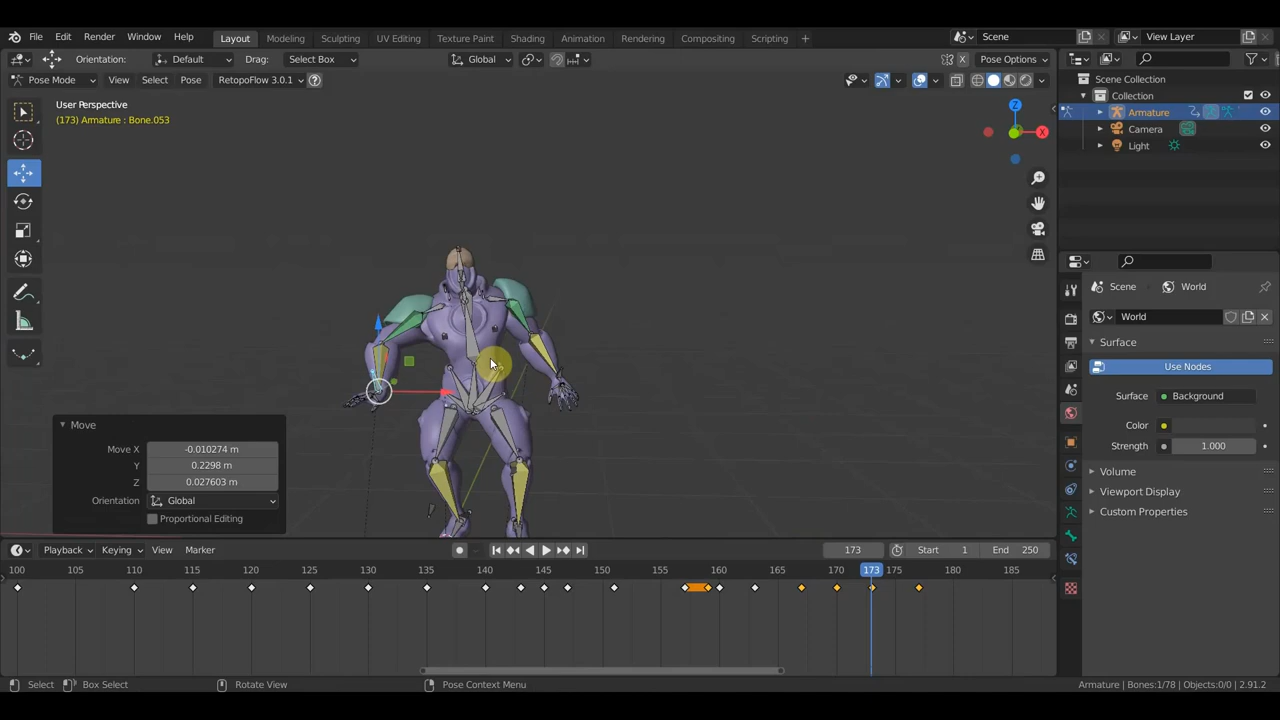 File Edit Render Window Help Layout Modeling Sculpting UV Editing Texture Paint Shading Animation Rendering Compositing Scripting + Scene View Layer
Orientation: Default Drag: Select Box Global Pose Options
Pose Mode View Select Pose RetopoFlow 3.0.1
User Perspective
(173) Armature : Bone.053
Z
X
Scene Collection
Collection
Armature
Camera
Light
Scene World
World
Surface
Use Nodes
Surface Background
Color
Strength 1.000
Volume
Viewport Display
Custom Properties
Move
Move X -0.010274 m
Y 0.2298 m
Z 0.027603 m
Orientation Global
Proportional Editing
Playback Keying View Marker 173 Start 1 End 250
100 105 110 115 120 125 130 135 140 145 150 155 160 165 170 173 175 180 185
Select Box Select Rotate View Pose Context Menu Armature | Bones:1/78 | Objects:0/0 | 2.91.2